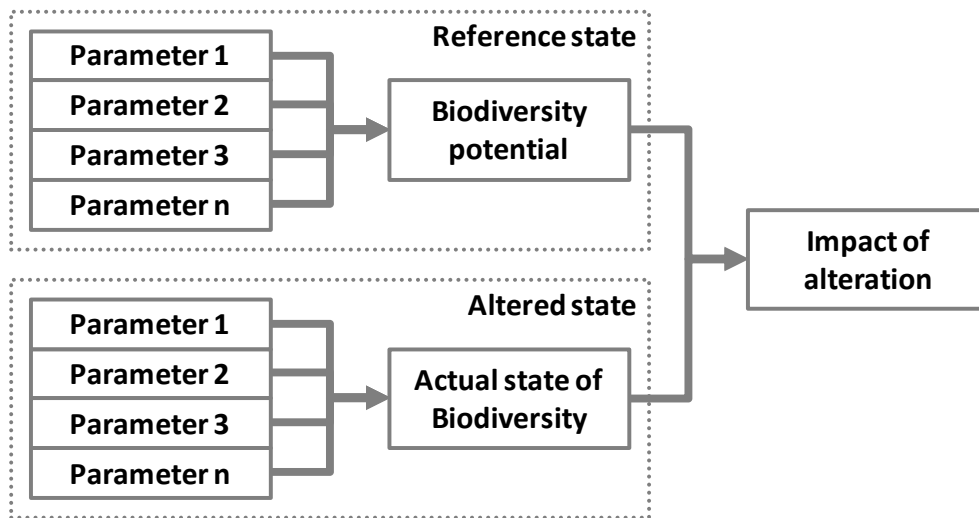 Reference state
Parameter 1
Parameter 2
Parameter 3
Parameter n
Biodiversity
potential
Impact of
alteration
Altered state
Parameter 1
Parameter 2
Parameter 3
Parameter n
Actual state of
Biodiversity